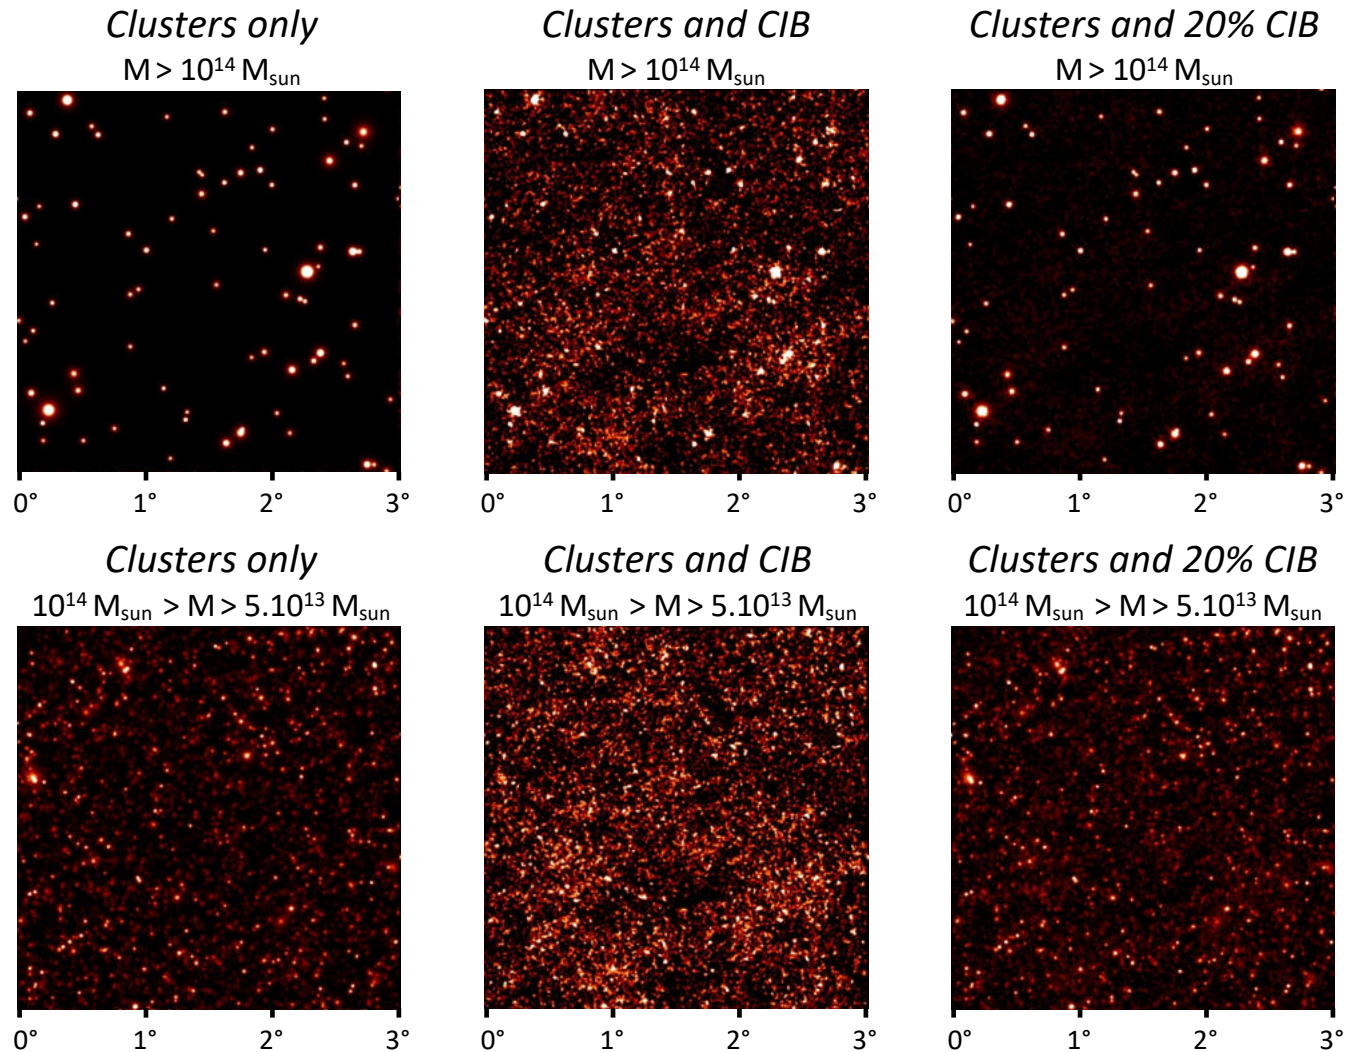 Clusters only
M > 10¹⁴ M_sun
Clusters and CIB
M > 10¹⁴ M_sun
Clusters and 20% CIB
M > 10¹⁴ M_sun
0° 1° 2° 3°
0° 1° 2° 3°
0° 1° 2° 3°
Clusters only
10¹⁴ M_sun > M > 5.10¹³ M_sun
Clusters and CIB
10¹⁴ M_sun > M > 5.10¹³ M_sun
Clusters and 20% CIB
10¹⁴ M_sun > M > 5.10¹³ M_sun
0° 1° 2° 3°
0° 1° 2° 3°
0° 1° 2° 3°